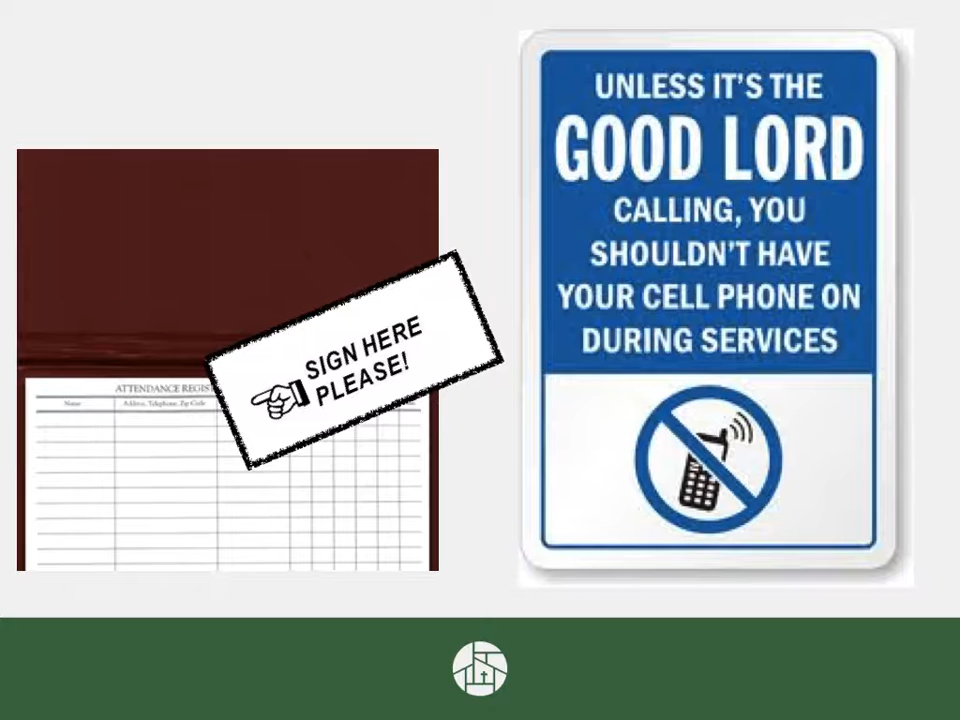 ATTENDANCE REGIST
Name
Address, Telephone, Zip Code
SIGN HERE
PLEASE!
UNLESS IT'S THE
GOOD LORD
CALLING, YOU
SHOULDN'T HAVE
YOUR CELL PHONE ON
DURING SERVICES